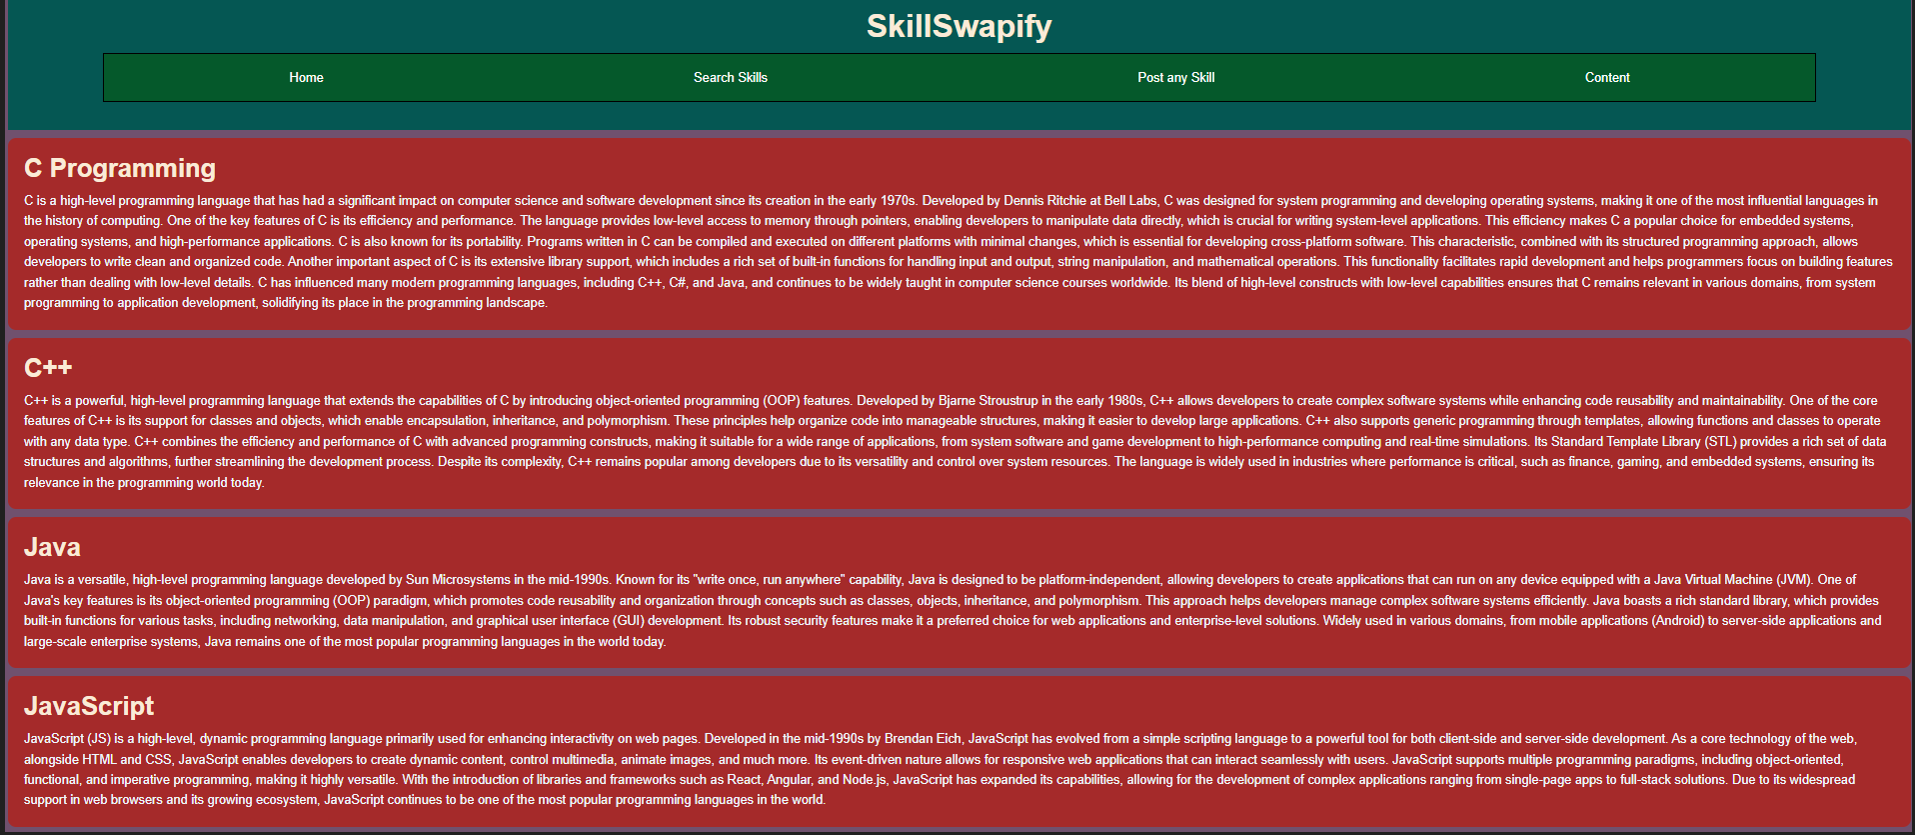 SkillSwapify
Home Search Skills Post any Skill Content
C Programming
C is a high-level programming language that has had a significant impact on computer science and software development since its creation in the early 1970s. Developed by Dennis Ritchie at Bell Labs, C was designed for system programming and developing operating systems, making it one of the most influential languages in
the history of computing. One of the key features of C is its efficiency and performance. The language provides low-level access to memory through pointers, enabling developers to manipulate data directly, which is crucial for writing system-level applications. This efficiency makes C a popular choice for embedded systems,
operating systems, and high-performance applications. C is also known for its portability. Programs written in C can be compiled and executed on different platforms with minimal changes, which is essential for developing cross-platform software. This characteristic, combined with its structured programming approach, allows
developers to write clean and organized code. Another important aspect of C is its extensive library support, which includes a rich set of built-in functions for handling input and output, string manipulation, and mathematical operations. This functionality facilitates rapid development and helps programmers focus on building features
rather than dealing with low-level details. C has influenced many modern programming languages, including C++, C#, and Java, and continues to be widely taught in computer science courses worldwide. Its blend of high-level constructs with low-level capabilities ensures that C remains relevant in various domains, from system
programming to application development, solidifying its place in the programming landscape.
C++
C++ is a powerful, high-level programming language that extends the capabilities of C by introducing object-oriented programming (OOP) features. Developed by Bjarne Stroustrup in the early 1980s, C++ allows developers to create complex software systems while enhancing code reusability and maintainability. One of the core
features of C++ is its support for classes and objects, which enable encapsulation, inheritance, and polymorphism. These principles help organize code into manageable structures, making it easier to develop large applications. C++ also supports generic programming through templates, allowing functions and classes to operate
with any data type. C++ combines the efficiency and performance of C with advanced programming constructs, making it suitable for a wide range of applications, from system software and game development to high-performance computing and real-time simulations. Its Standard Template Library (STL) provides a rich set of data
structures and algorithms, further streamlining the development process. Despite its complexity, C++ remains popular among developers due to its versatility and control over system resources. The language is widely used in industries where performance is critical, such as finance, gaming, and embedded systems, ensuring its
relevance in the programming world today.
Java
Java is a versatile, high-level programming language developed by Sun Microsystems in the mid-1990s. Known for its "write once, run anywhere" capability, Java is designed to be platform-independent, allowing developers to create applications that can run on any device equipped with a Java Virtual Machine (JVM). One of
Java's key features is its object-oriented programming (OOP) paradigm, which promotes code reusability and organization through concepts such as classes, objects, inheritance, and polymorphism. This approach helps developers manage complex software systems efficiently. Java boasts a rich standard library, which provides
built-in functions for various tasks, including networking, data manipulation, and graphical user interface (GUI) development. Its robust security features make it a preferred choice for web applications and enterprise-level solutions. Widely used in various domains, from mobile applications (Android) to server-side applications and
large-scale enterprise systems, Java remains one of the most popular programming languages in the world today.
JavaScript
JavaScript (JS) is a high-level, dynamic programming language primarily used for enhancing interactivity on web pages. Developed in the mid-1990s by Brendan Eich, JavaScript has evolved from a simple scripting language to a powerful tool for both client-side and server-side development. As a core technology of the web,
alongside HTML and CSS, JavaScript enables developers to create dynamic content, control multimedia, animate images, and much more. Its event-driven nature allows for responsive web applications that can interact seamlessly with users. JavaScript supports multiple programming paradigms, including object-oriented,
functional, and imperative programming, making it highly versatile. With the introduction of libraries and frameworks such as React, Angular, and Node.js, JavaScript has expanded its capabilities, allowing for the development of complex applications ranging from single-page apps to full-stack solutions. Due to its widespread
support in web browsers and its growing ecosystem, JavaScript continues to be one of the most popular programming languages in the world.